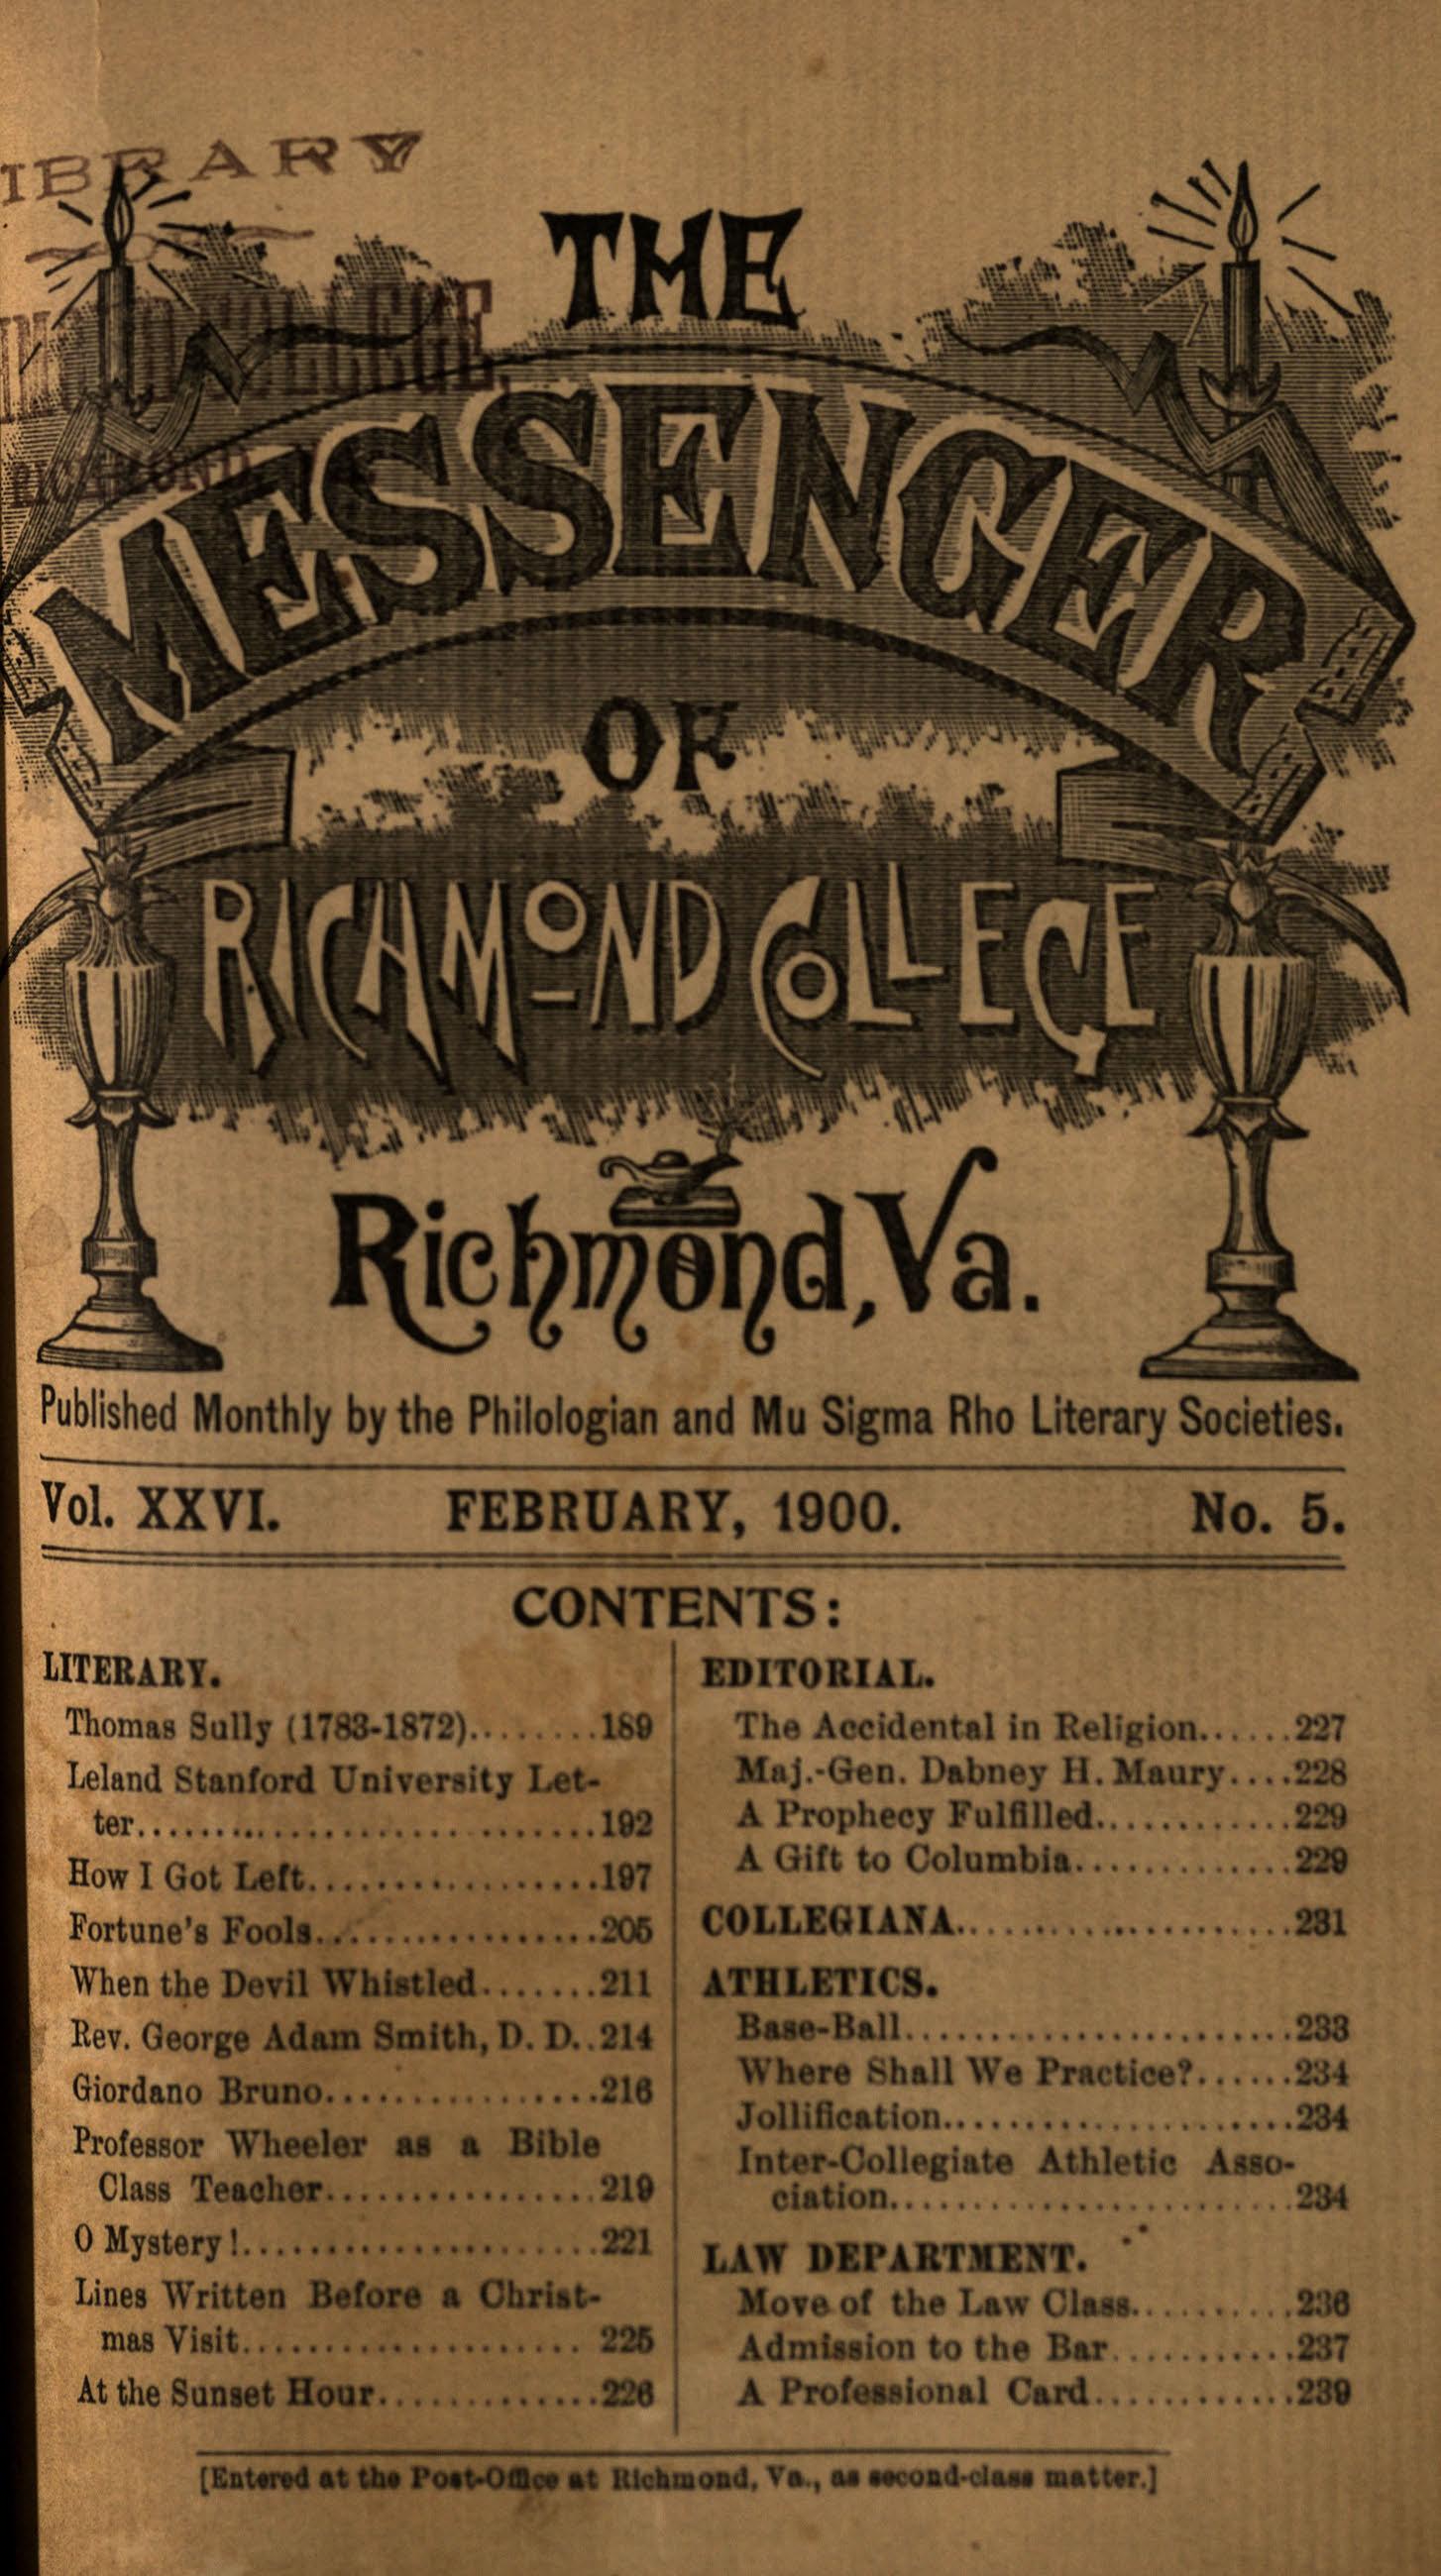 LIBRARY
COLLEGE,
RICHMOND
THE
MESSENGER
OF
RICHMOND COLLEGE
Richmond, Va.
Published Monthly by the Philologian and Mu Sigma Rho Literary Societies.
Vol. XXVI. FEBRUARY, 1900. No. 5.
CONTENTS:
LITERARY.
Thomas Sully (1783-1872)........189
Leland Stanford University Let-
ter..............................192
How I Got Left..................197
Fortune's Fools.................205
When the Devil Whistled.......211
Rev. George Adam Smith, D. D..214
Giordano Bruno.................216
Professor Wheeler as a Bible
Class Teacher.................219
O Mystery!......................221
Lines Written Before a Christ-
mas Visit..................... 225
At the Sunset Hour..............226
EDITORIAL.
The Accidental in Religion......227
Maj.-Gen. Dabney H. Maury....228
A Prophecy Fulfilled.............229
A Gift to Columbia..............229
COLLEGIANA.......................231
ATHLETICS.
Base-Ball.........................233
Where Shall We Practice?......234
Jollification.......................234
Inter-Collegiate Athletic Asso-
ciation..........................234
LAW DEPARTMENT.
Move of the Law Class...........236
Admission to the Bar............237
A Professional Card.............239
[Entered at the Post-Office at Richmond, Va., as second-class matter.]